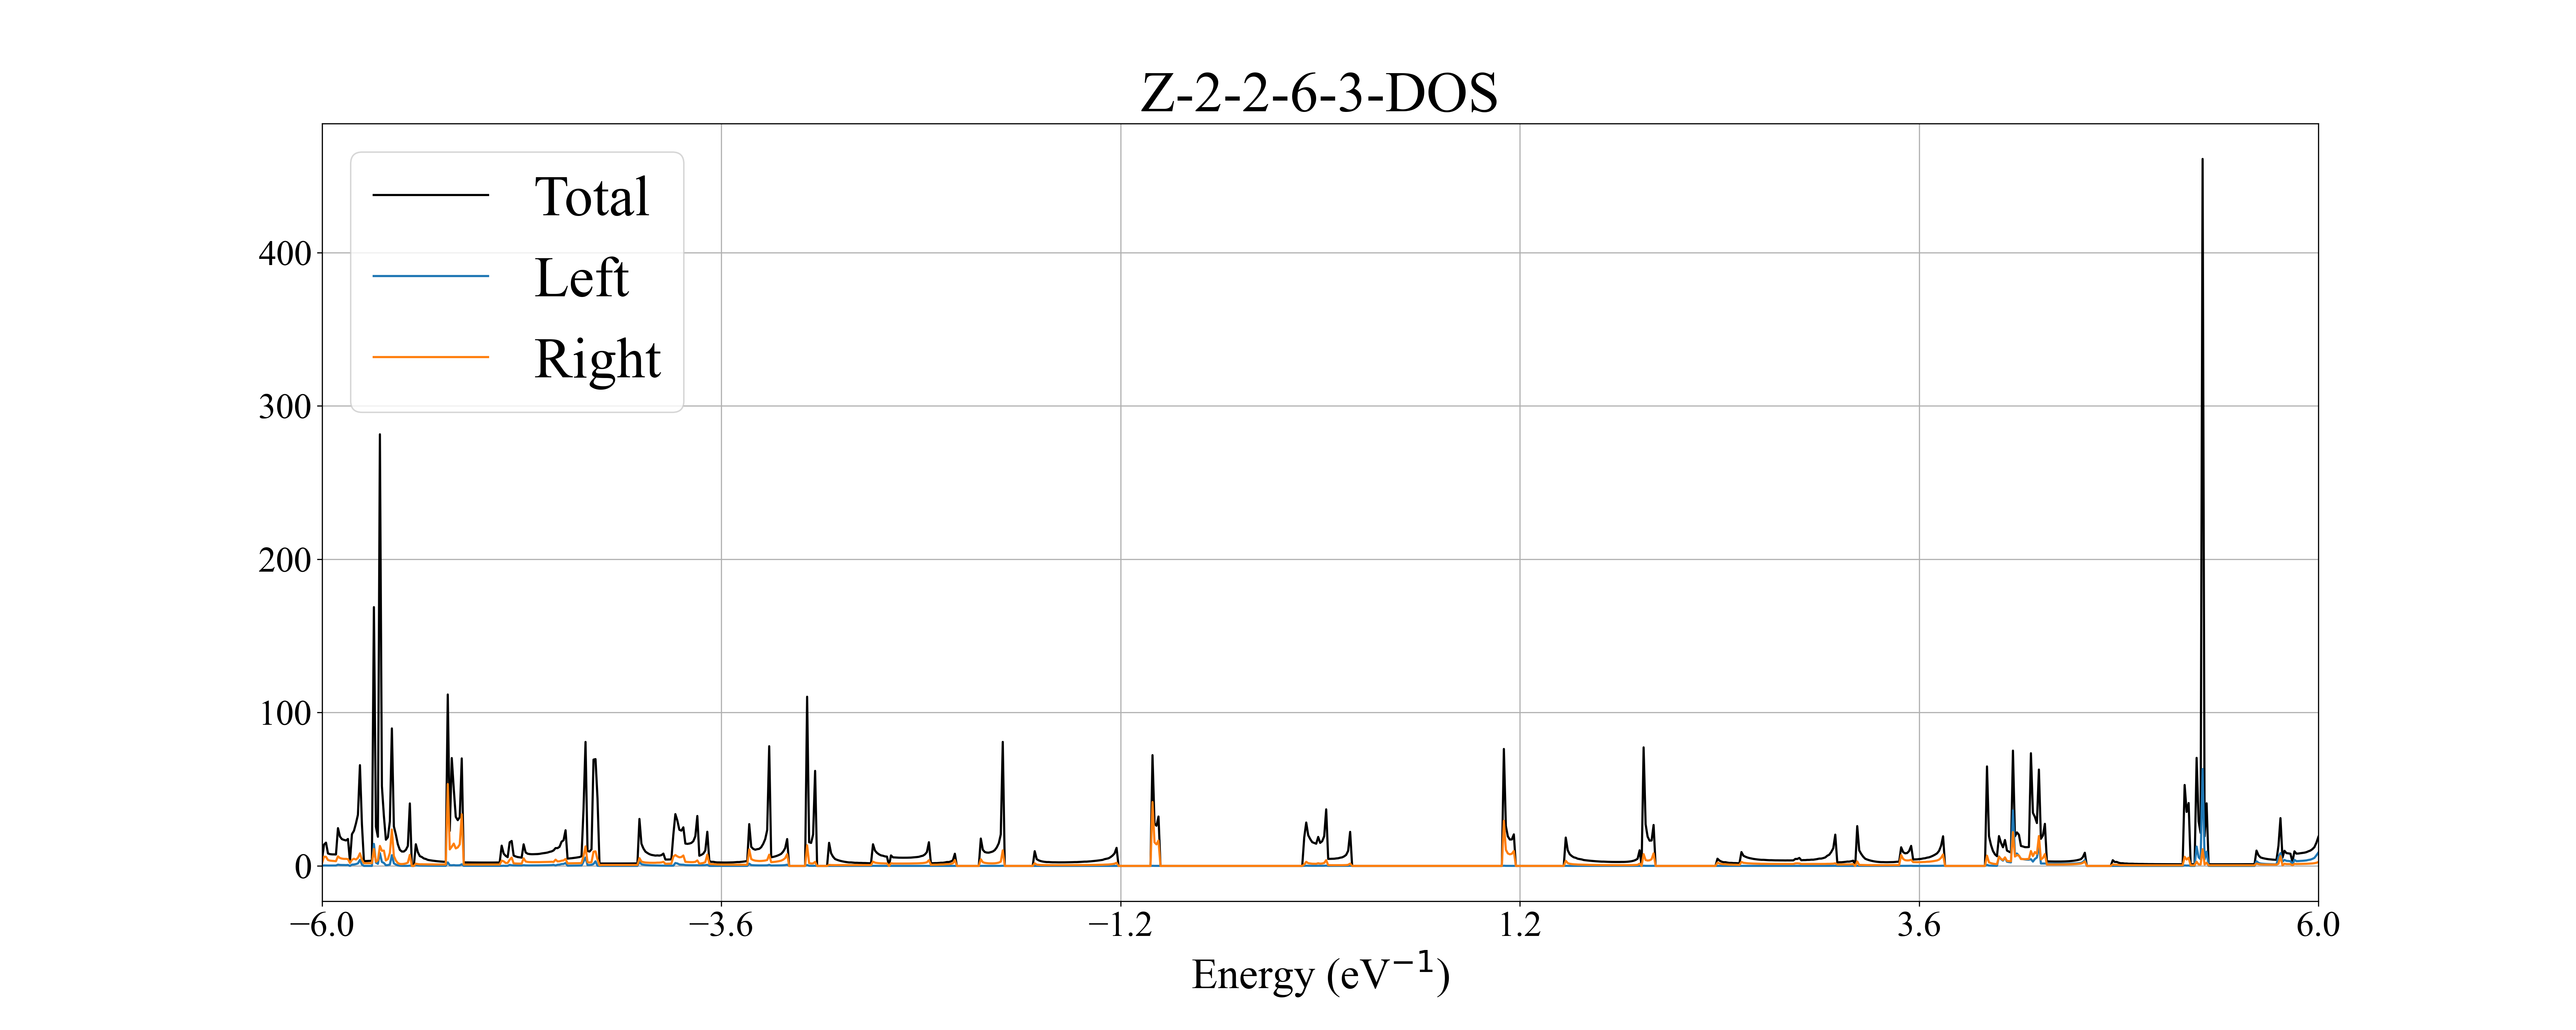 Z-2-2-6-3-DOS
Total
Left
Right
400
300
200
100
0
−6.0 −3.6 −1.2 1.2 3.6 6.0
Energy (eV⁻¹)